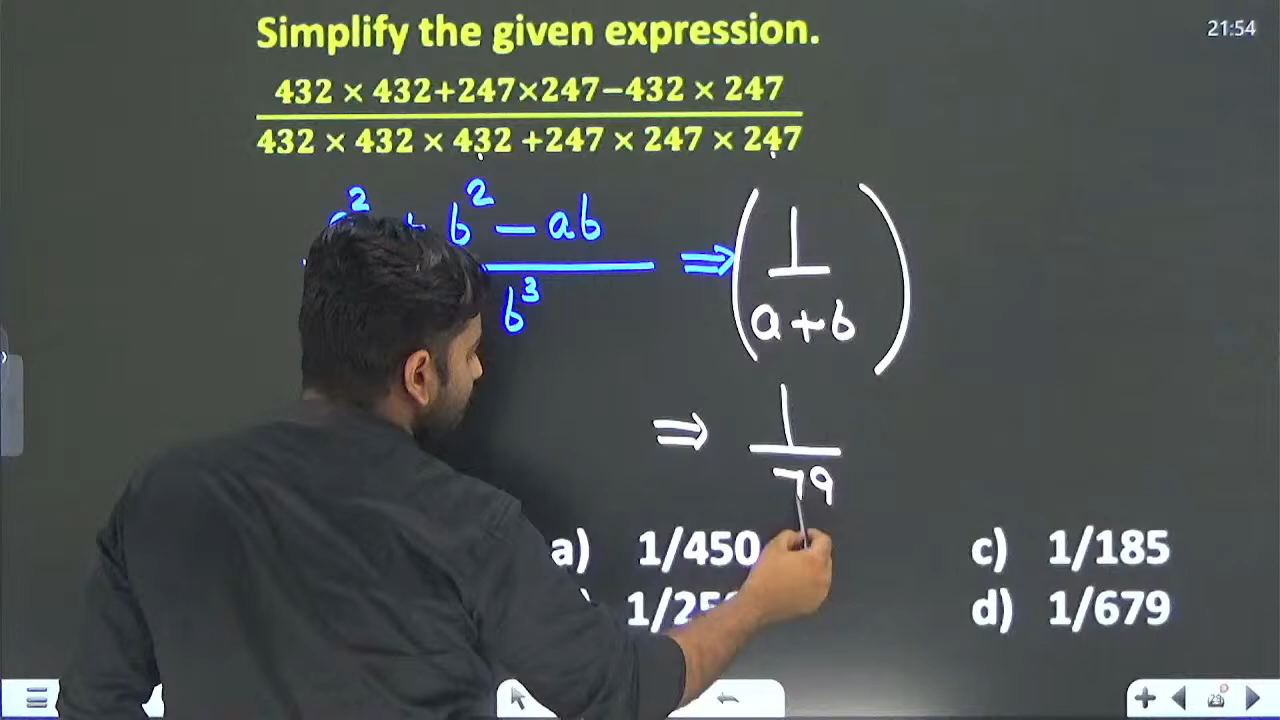 21:54
Simplify the given expression.
432 × 432+247×247−432 × 247
432 × 432 × 432 +247 × 247 × 247
2 + b² − ab
b³
⇒ ( 1
a+b )
⇒ 1
79
a) 1/450
c) 1/185
d) 1/679